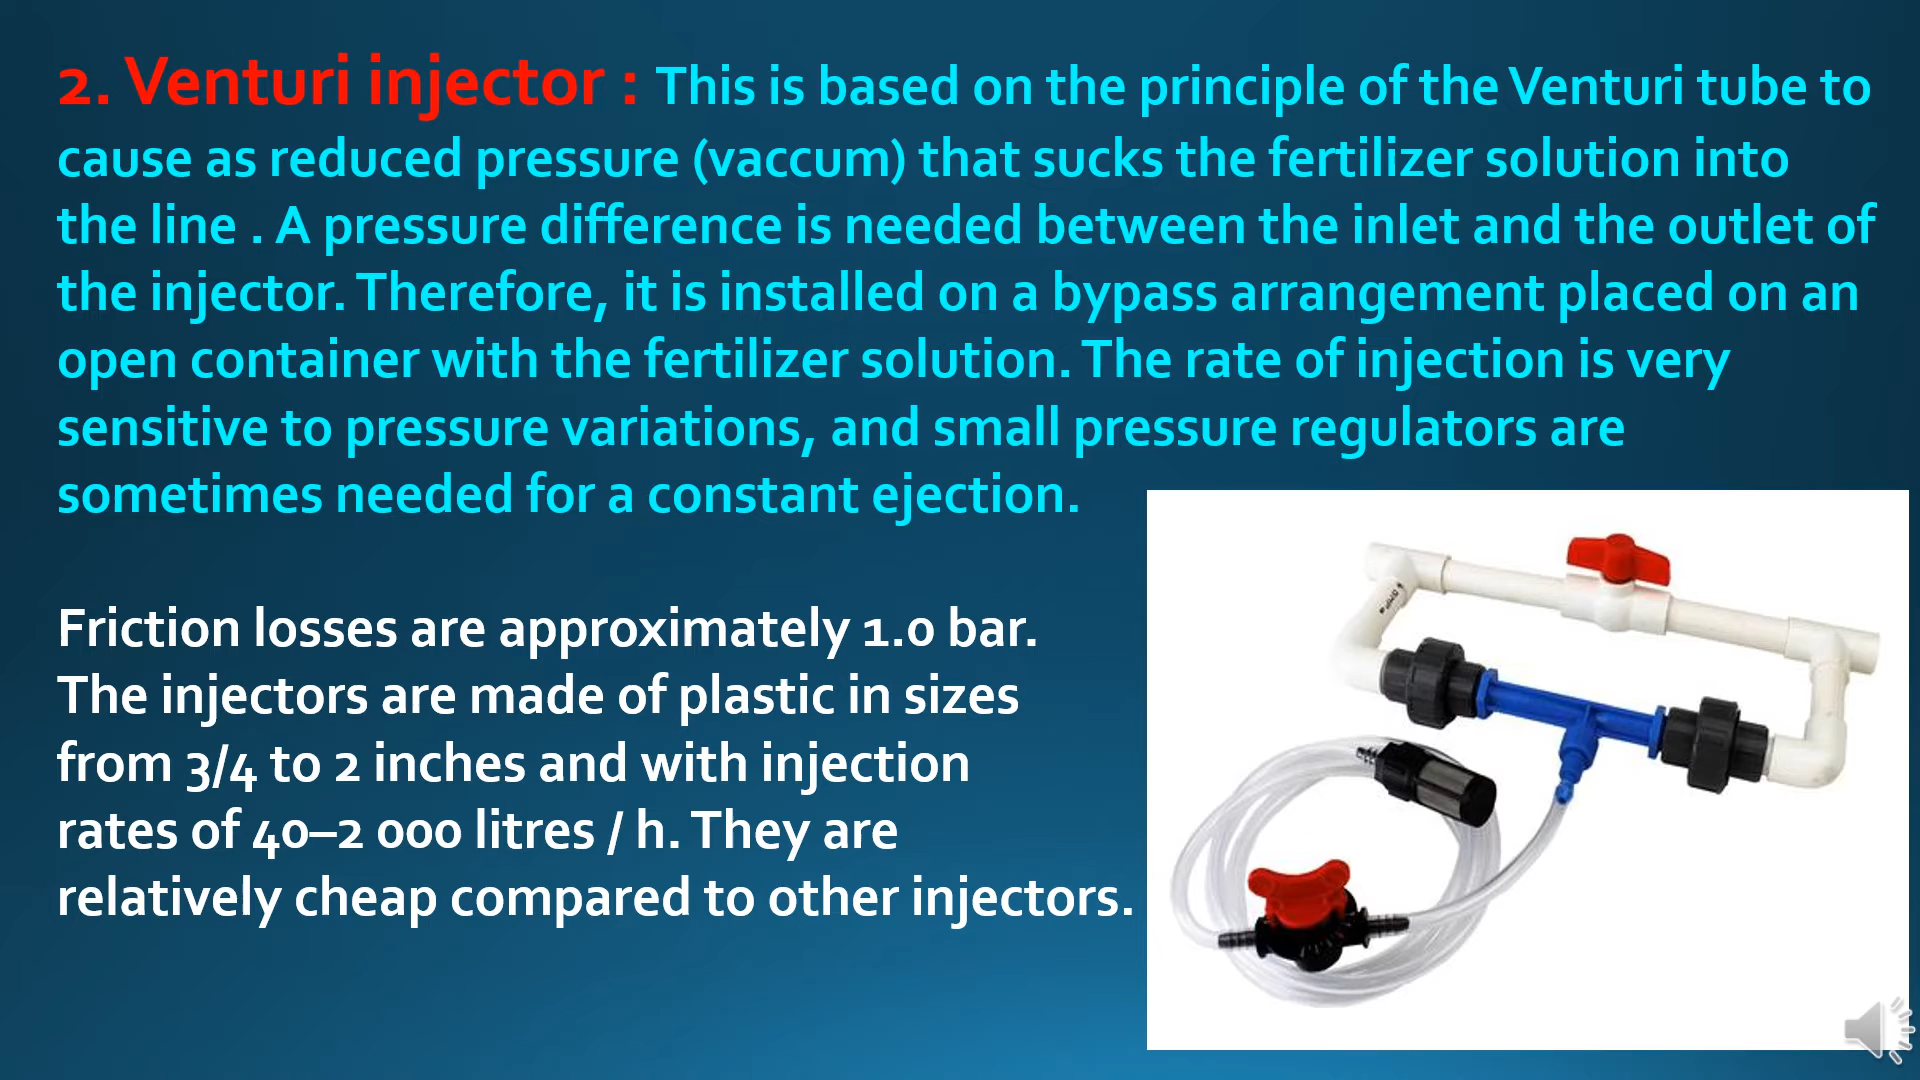 2. Venturi injector : This is based on the principle of the Venturi tube to
cause as reduced pressure (vaccum) that sucks the fertilizer solution into
the line . A pressure difference is needed between the inlet and the outlet of
the injector. Therefore, it is installed on a bypass arrangement placed on an
open container with the fertilizer solution. The rate of injection is very
sensitive to pressure variations, and small pressure regulators are
sometimes needed for a constant ejection.
Friction losses are approximately 1.0 bar.
The injectors are made of plastic in sizes
from 3/4 to 2 inches and with injection
rates of 40–2 000 litres / h. They are
relatively cheap compared to other injectors.